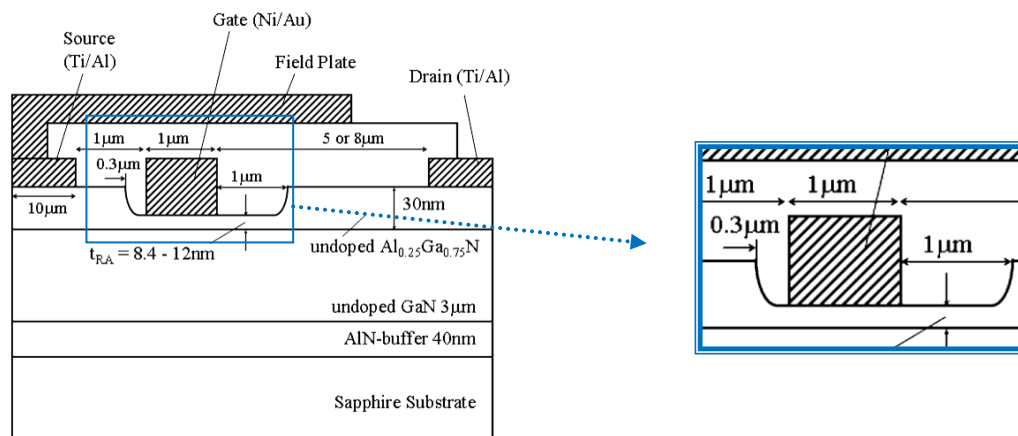 Gate (Ni/Au)
Source
(Ti/Al)
Field Plate
Drain (Ti/Al)
1μm
1μm
5 or 8μm
0.3μm
1μm
10μm
30nm
undoped Al0.25Ga0.75N
tRA = 8.4 - 12nm
undoped GaN 3μm
AlN-buffer 40nm
Sapphire Substrate
1μm
1μm
0.3μm
1μm